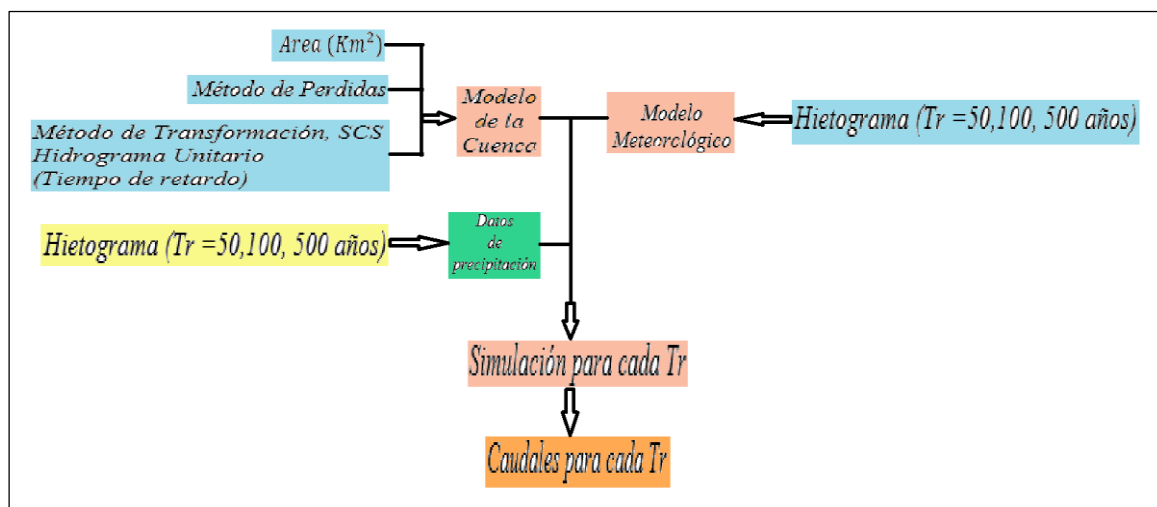 Area (Km²)
Método de Perdidas
Método de Transformación, SCS
Hidrograma Unitario
(Tiempo de retardo)
Modelo
de la
Cuenca
Modelo
Meteorológico
Hietograma (Tr =50,100, 500 años)
Hietograma (Tr =50,100, 500 años)
Datos
de
precipitación
Simulación para cada Tr
Caudales para cada Tr